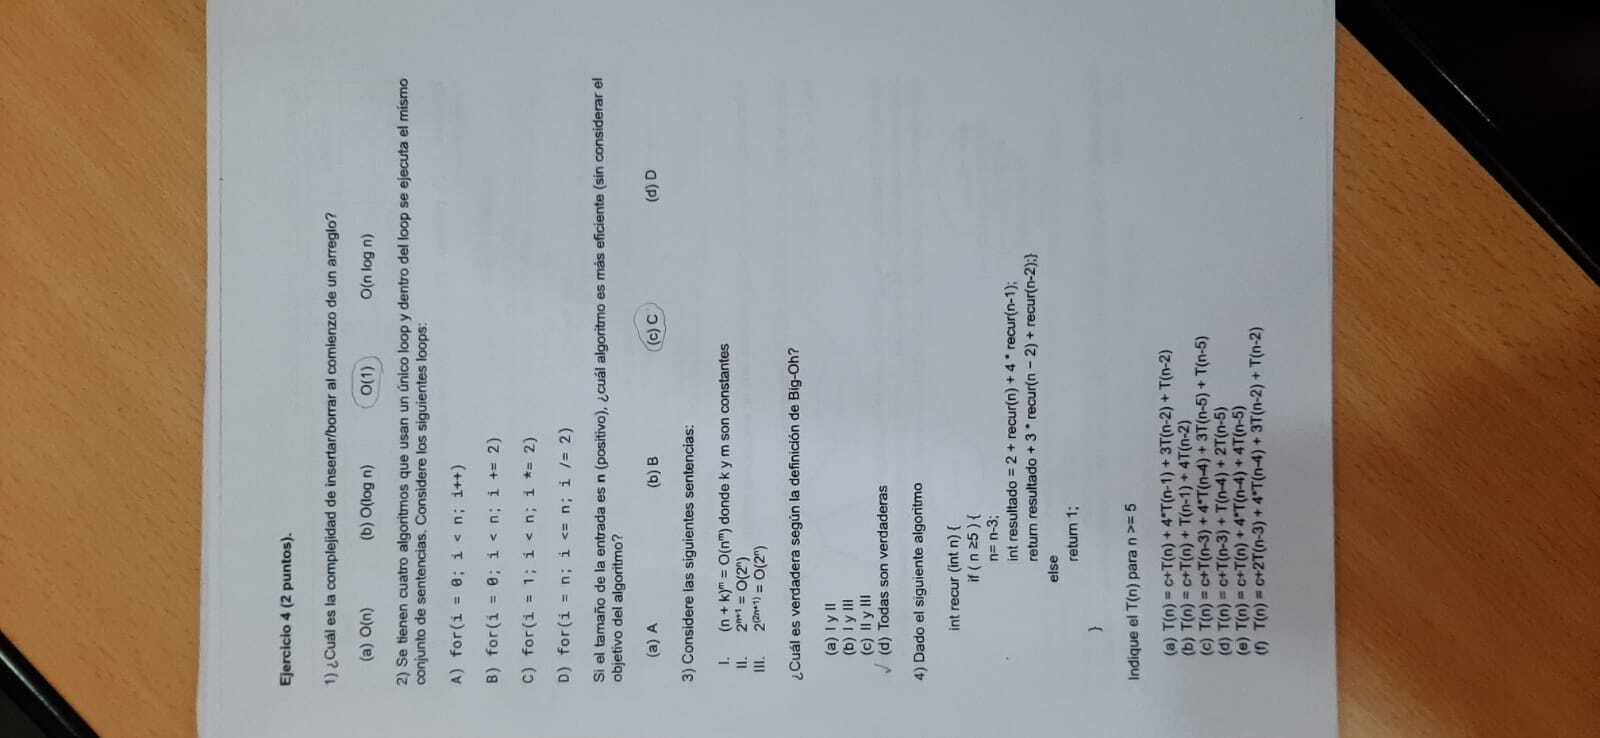 Ejercicio 4 (2 puntos).
1) ¿Cuál es la complejidad de insertar/borrar al comienzo de un arreglo?
(a) O(n) (b) O(log n) O(1) O(n log n)
2) Se tienen cuatro algoritmos que usan un único loop y dentro del loop se ejecuta el mismo
conjunto de sentencias. Considere los siguientes loops:
A) for(i = 0; i < n; i++)
B) for(i = 0; i < n; i += 2)
C) for(i = 1; i < n; i *= 2)
D) for(i = n; i <= n; i /= 2)
Si el tamaño de la entrada es n (positivo), ¿cuál algoritmo es más eficiente (sin considerar el
objetivo del algoritmo?
(a) A (b) B (c) C (d) D
3) Considere las siguientes sentencias:
I. (n + k)ᵐ = O(nᵐ) donde k y m son constantes
II. 2ⁿ⁺¹ = O(2ⁿ)
III. 2⁽²ⁿ⁺¹⁾ = O(2ⁿ)
¿Cuál es verdadera según la definición de Big-Oh?
(a) I y II
(b) I y III
(c) II y III
√ (d) Todas son verdaderas
4) Dado el siguiente algoritmo
int recur (int n) {
if ( n ≥5 ) {
n= n-3;
int resultado = 2 + recur(n) + 4 * recur(n-1);
return resultado + 3 * recur(n – 2) + recur(n-2);}
else
return 1;
}
Indique el T(n) para n >= 5
(a) T(n) = c+T(n) + 4*T(n-1) + 3T(n-2) + T(n-2)
(b) T(n) = c+T(n) + T(n-1) + 4T(n-2)
(c) T(n) = c+T(n-3) + 4*T(n-4) + 3T(n-5) + T(n-5)
(d) T(n) = c+T(n-3) + T(n-4) + 2T(n-5)
(e) T(n) = c+T(n) + 4*T(n-4) + 4T(n-5)
(f) T(n) = c+2T(n-3) + 4*T(n-4) + 3T(n-2) + T(n-2)